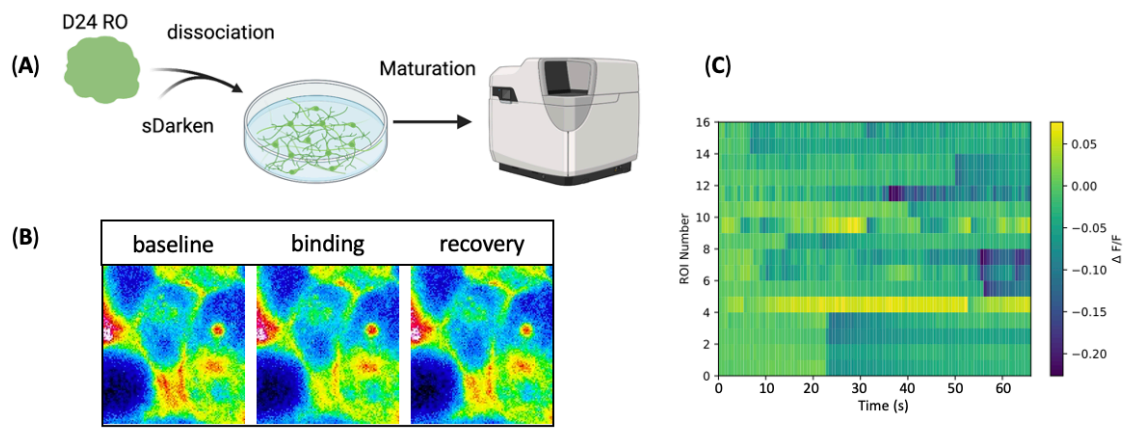 (A)
D24 RO
dissociation
sDarken
Maturation
(B)
baseline binding recovery
(C)
ROI Number
16
14
12
10
8
6
4
2
0
0 10 20 30 40 50 60
Time (s)
0.05
0.00
−0.05
−0.10
−0.15
−0.20
Δ F/F